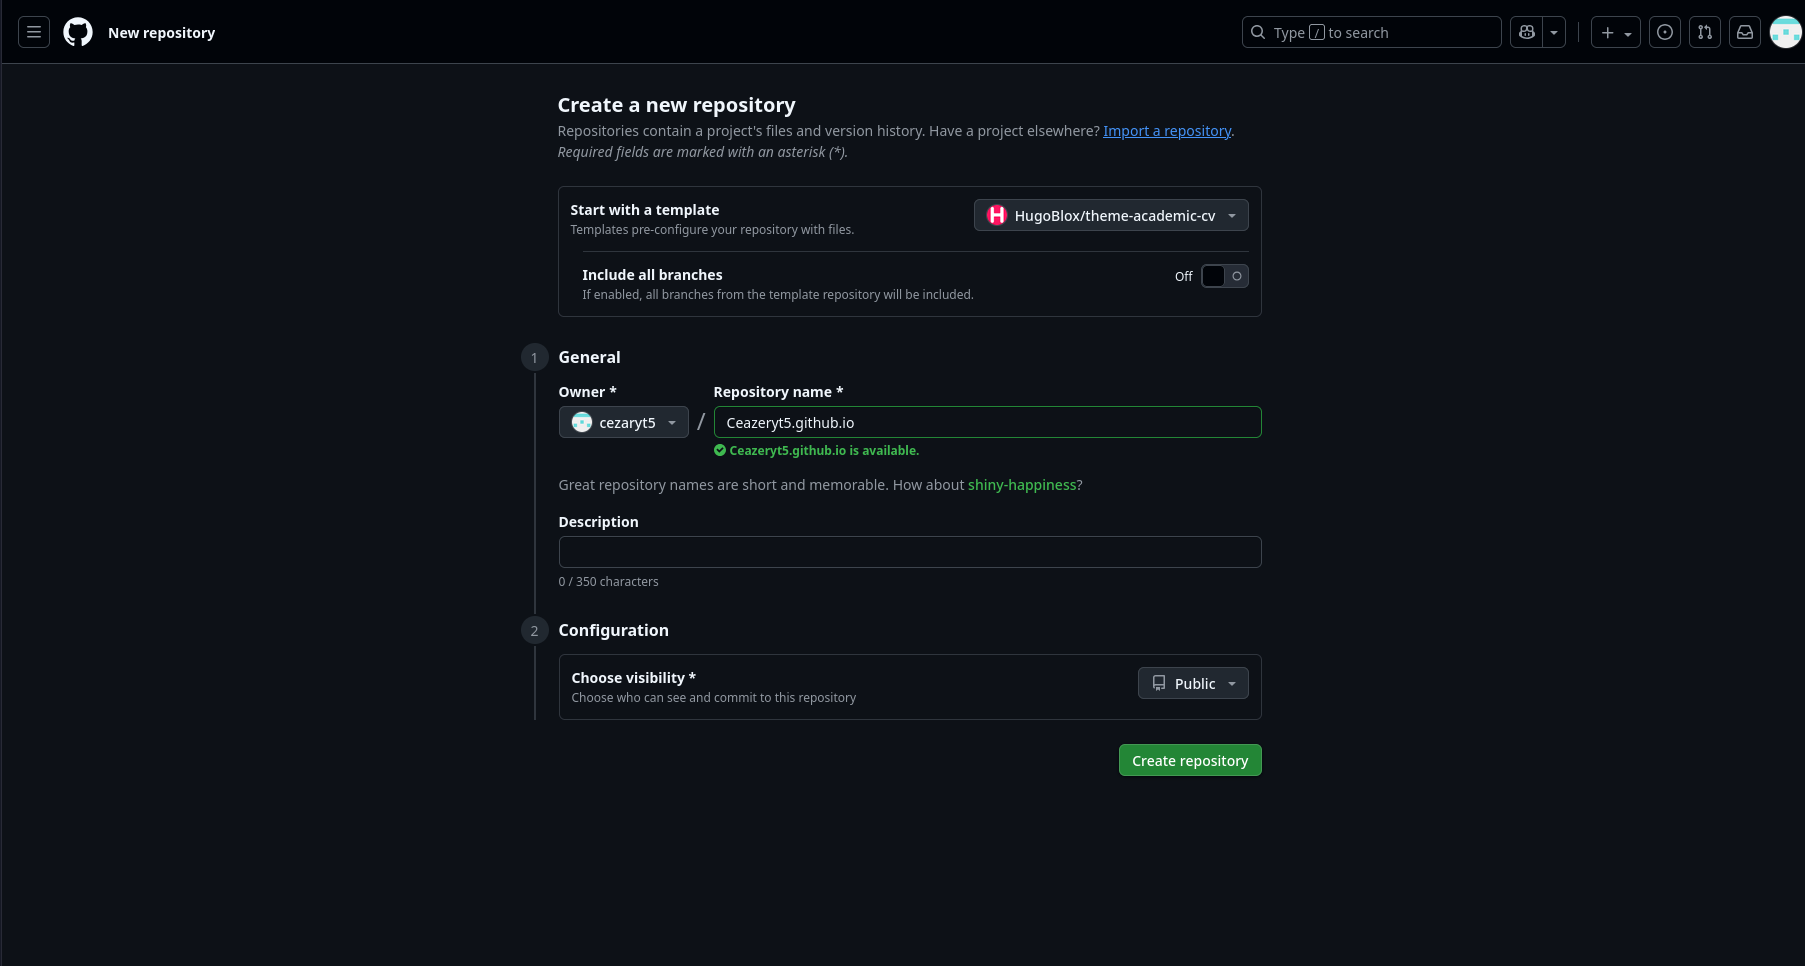 New repository
Type / to search
Create a new repository
Repositories contain a project's files and version history. Have a project elsewhere? Import a repository.
Required fields are marked with an asterisk (*).
Start with a template
Templates pre-configure your repository with files.
H HugoBlox/theme-academic-cv
Include all branches
If enabled, all branches from the template repository will be included.
Off
1 General
Owner *
cezaryt5
/
Repository name *
Ceazeryt5.github.io
Ceazeryt5.github.io is available.
Great repository names are short and memorable. How about shiny-happiness?
Description
0 / 350 characters
2 Configuration
Choose visibility *
Choose who can see and commit to this repository
Public
Create repository